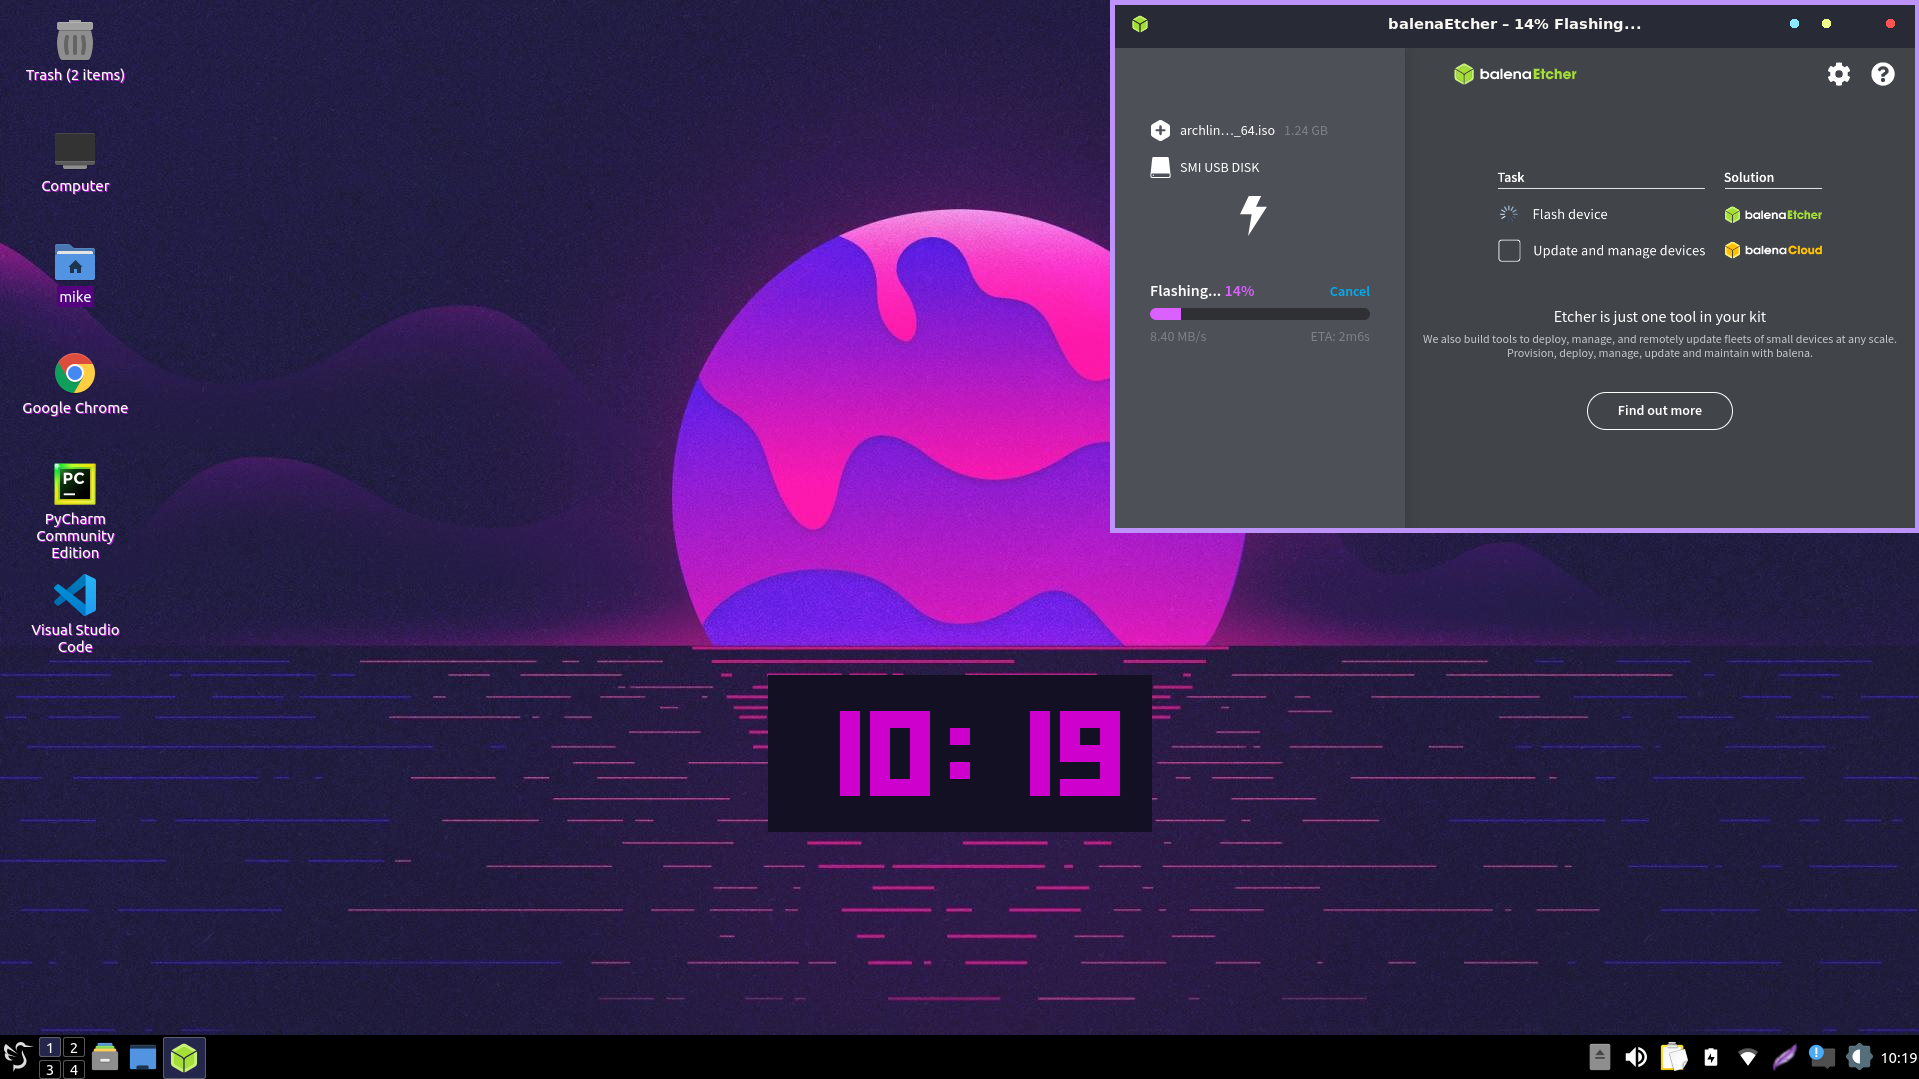 Trash (2 items)
Computer
mike
Google Chrome
PC
PyCharm
Community
Edition
Visual Studio
Code
balenaEtcher – 14% Flashing...
balenaEtcher
archlin…_64.iso 1.24 GB
SMI USB DISK
Flashing... 14% Cancel
8.40 MB/s ETA: 2m6s
Task Solution
Flash device balenaEtcher
Update and manage devices balenaCloud
Etcher is just one tool in your kit
We also build tools to deploy, manage, and remotely update fleets of small devices at any scale.
Provision, deploy, manage, update and maintain with balena.
Find out more
10: 19
1 2
3 4
10:19